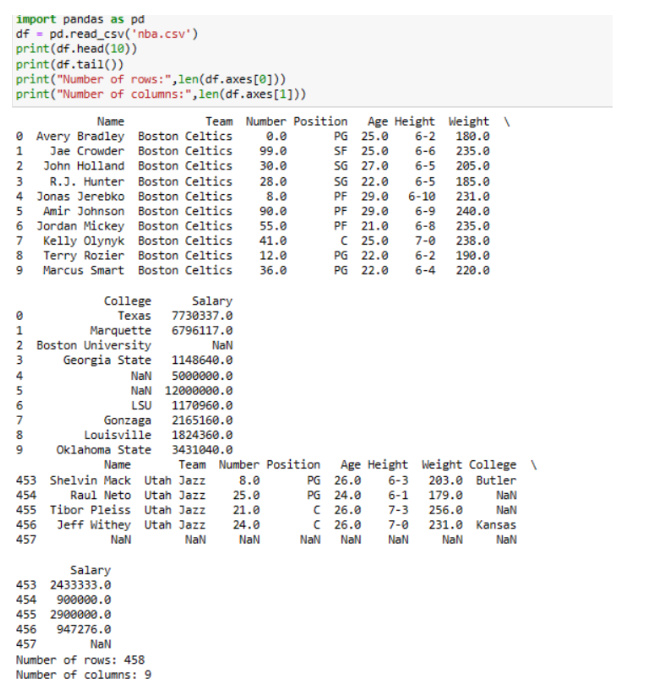 import pandas as pd
df = pd.read_csv('nba.csv')
print(df.head(10))
print(df.tail())
print("Number of rows:",len(df.axes[0]))
print("Number of columns:",len(df.axes[1]))
Name Team Number Position Age Height Weight \
0 Avery Bradley Boston Celtics 0.0 PG 25.0 6-2 180.0
1 Jae Crowder Boston Celtics 99.0 SF 25.0 6-6 235.0
2 John Holland Boston Celtics 30.0 SG 27.0 6-5 205.0
3 R.J. Hunter Boston Celtics 28.0 SG 22.0 6-5 185.0
4 Jonas Jerebko Boston Celtics 8.0 PF 29.0 6-10 231.0
5 Amir Johnson Boston Celtics 90.0 PF 29.0 6-9 240.0
6 Jordan Mickey Boston Celtics 55.0 PF 21.0 6-8 235.0
7 Kelly Olynyk Boston Celtics 41.0 C 25.0 7-0 238.0
8 Terry Rozier Boston Celtics 12.0 PG 22.0 6-2 190.0
9 Marcus Smart Boston Celtics 36.0 PG 22.0 6-4 220.0
College Salary
0 Texas 7730337.0
1 Marquette 6796117.0
2 Boston University NaN
3 Georgia State 1148640.0
4 NaN 5000000.0
5 NaN 12000000.0
6 LSU 1170960.0
7 Gonzaga 2165160.0
8 Louisville 1824360.0
9 Oklahoma State 3431040.0
Name Team Number Position Age Height Weight College \
453 Shelvin Mack Utah Jazz 8.0 PG 26.0 6-3 203.0 Butler
454 Raul Neto Utah Jazz 25.0 PG 24.0 6-1 179.0 NaN
455 Tibor Pleiss Utah Jazz 21.0 C 26.0 7-3 256.0 NaN
456 Jeff Withey Utah Jazz 24.0 C 26.0 7-0 231.0 Kansas
457 NaN NaN NaN NaN NaN NaN NaN NaN
Salary
453 2433333.0
454 900000.0
455 2900000.0
456 947276.0
457 NaN
Number of rows: 458
Number of columns: 9